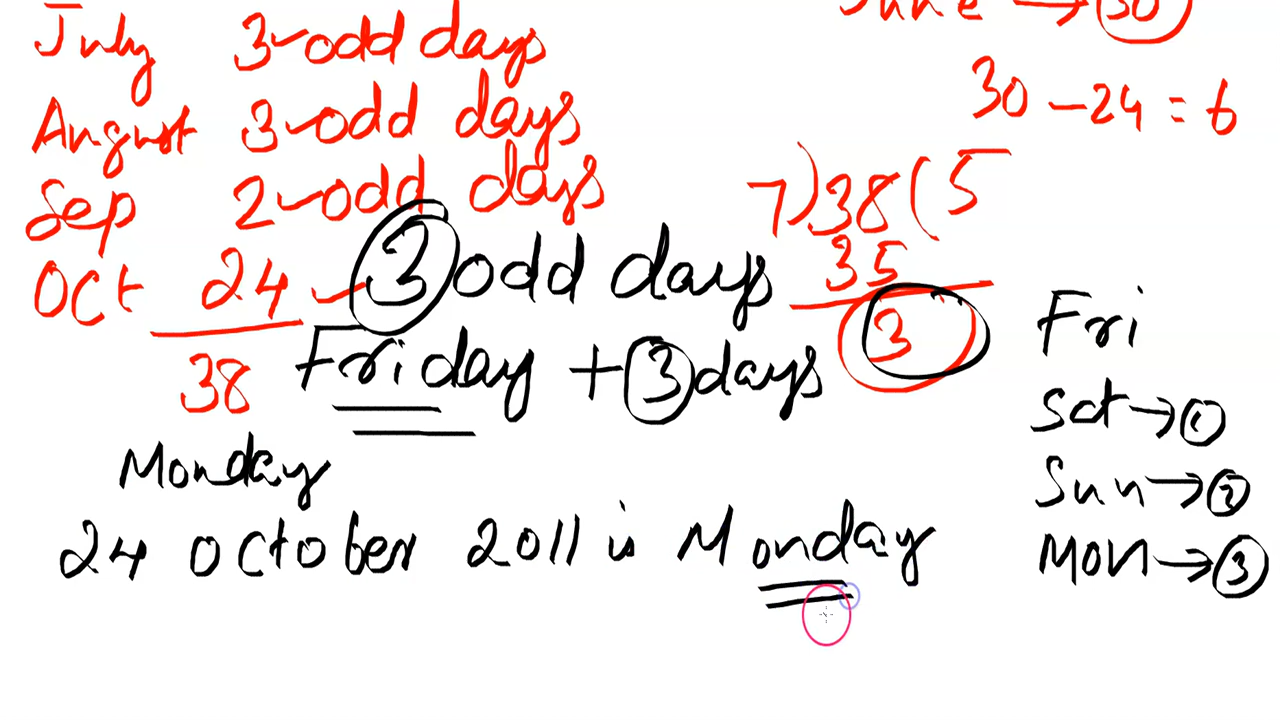 June → 30
July 3-odd days
30 - 24 = 6
August 3-odd days
Sep 2-odd days
7)38(5
35
3
Oct 24
38
3 odd days
Friday + 3 days
Fri
Sat → 1
Sun → 2
Mon → 3
Monday
24 October 2011 is Monday